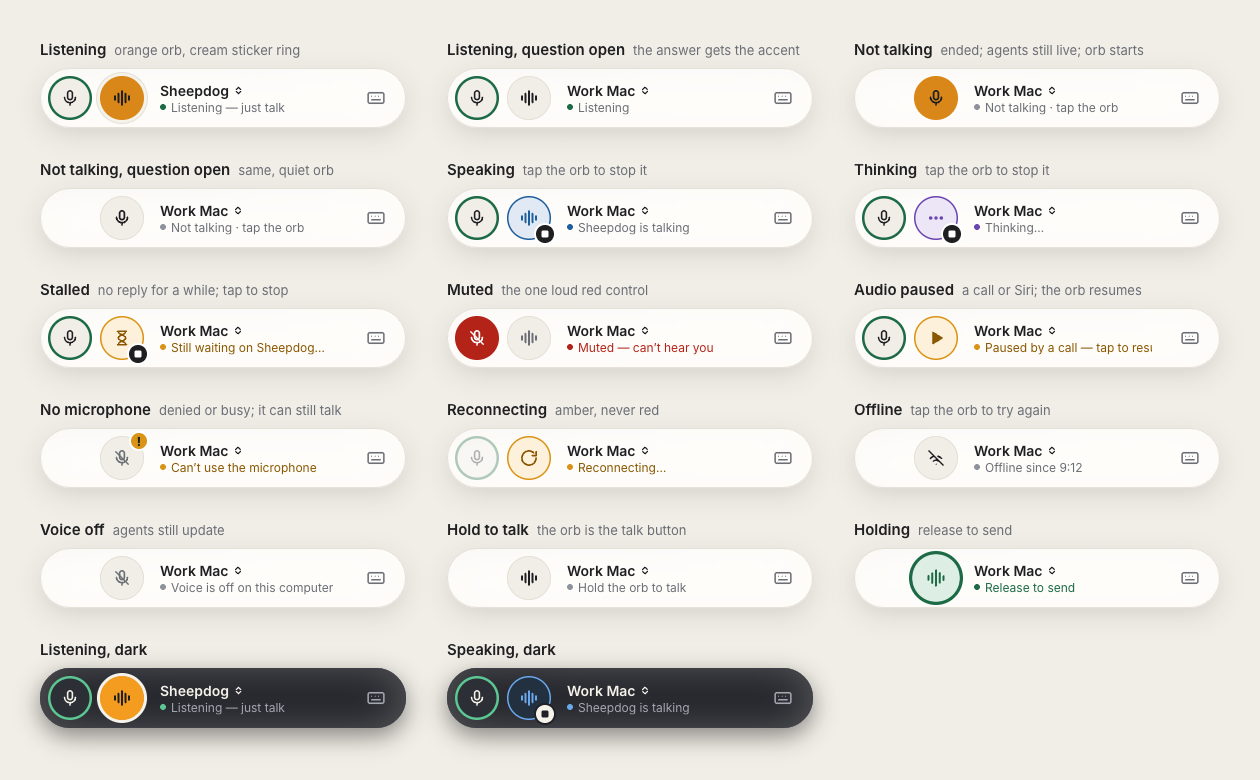 Listening orange orb, cream sticker ring
Sheepdog
Listening — just talk
Listening, question open the answer gets the accent
Work Mac
Listening
Not talking ended; agents still live; orb starts
Work Mac
Not talking · tap the orb
Not talking, question open same, quiet orb
Work Mac
Not talking · tap the orb
Speaking tap the orb to stop it
Work Mac
Sheepdog is talking
Thinking tap the orb to stop it
Work Mac
Thinking...
Stalled no reply for a while; tap to stop
Work Mac
Still waiting on Sheepdog...
Muted the one loud red control
Work Mac
Muted — can’t hear you
Audio paused a call or Siri; the orb resumes
Work Mac
Paused by a call — tap to resu
No microphone denied or busy; it can still talk
!
Work Mac
Can’t use the microphone
Reconnecting amber, never red
Work Mac
Reconnecting...
Offline tap the orb to try again
Work Mac
Offline since 9:12
Voice off agents still update
Work Mac
Voice is off on this computer
Hold to talk the orb is the talk button
Work Mac
Hold the orb to talk
Holding release to send
Work Mac
Release to send
Listening, dark
Sheepdog
Listening — just talk
Speaking, dark
Work Mac
Sheepdog is talking